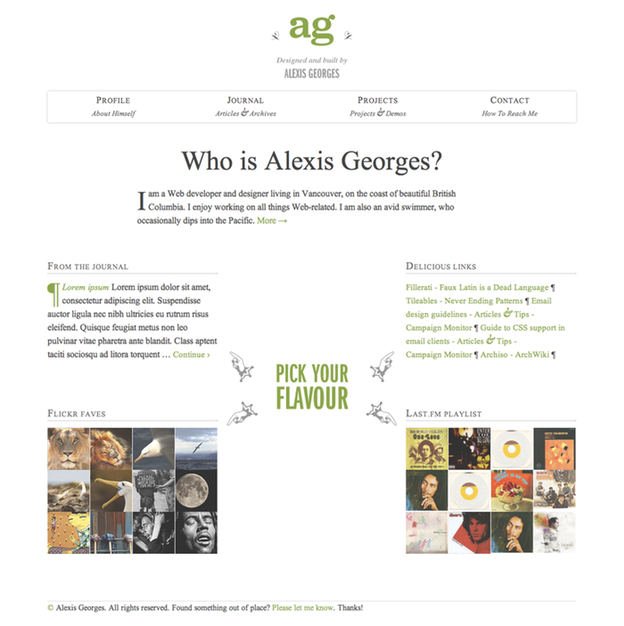 ag
Designed and built by
ALEXIS GEORGES
PROFILE
About Himself
JOURNAL
Articles & Archives
PROJECTS
Projects & Demos
CONTACT
How To Reach Me
Who is Alexis Georges?
I am a Web developer and designer living in Vancouver, on the coast of beautiful British
Columbia. I enjoy working on all things Web-related. I am also an avid swimmer, who
occasionally dips into the Pacific. More →
FROM THE JOURNAL
¶ Lorem ipsum Lorem ipsum dolor sit amet,
consectetur adipiscing elit. Suspendisse
auctor ligula nec nibh ultricies eu rutrum risus
eleifend. Quisque feugiat metus non leo
pulvinar vitae pharetra ante blandit. Class aptent
taciti sociosqu ad litora torquent … Continue ›
DELICIOUS LINKS
Fillerati - Faux Latin is a Dead Language ¶
Tileables - Never Ending Patterns ¶ Email
design guidelines - Articles & Tips -
Campaign Monitor ¶ Guide to CSS support in
email clients - Articles & Tips -
Campaign Monitor ¶ Archiso - ArchWiki ¶
PICK YOUR
FLAVOUR
FLICKR FAVES
LAST.FM PLAYLIST
© Alexis Georges. All rights reserved. Found something out of place? Please let me know. Thanks!